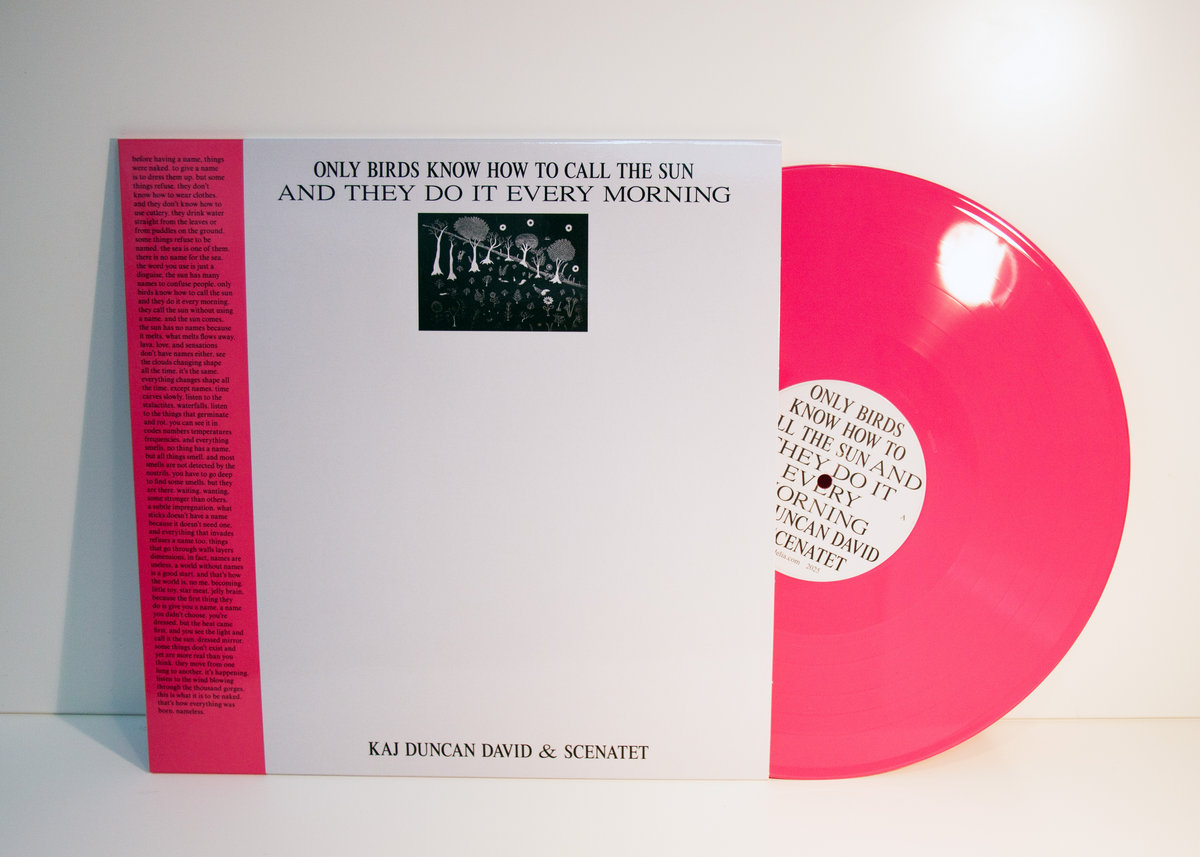 before having a name, things
were naked. to give a name
is to dress them up. but some
things refuse. they don't
know how to wear clothes.
and they don't know how to
use cutlery. they drink water
straight from the leaves or
from puddles on the ground.
some things refuse to be
named. the sea is one of them.
there is no name for the sea.
the word you use is just a
disguise. the sun has many
names to confuse people. only
birds know how to call the sun
and they do it every morning.
they call the sun without using
a name. and the sun comes.
the sun has no names because
it melts. what melts flows away.
lava, love, and sensations
don't have names either. see
the clouds changing shape
all the time. it's the same.
everything changes shape all
the time. except names. time
carves slowly. listen to the
stalactites. waterfalls. listen
to the things that germinate
and rot. you can see it in
codes numbers temperatures
frequencies. and everything
smells. no thing has a name.
but all things smell. and most
smells are not detected by the
nostrils. you have to go deep
to find some smells. but they
are there. waiting. wanting.
some stronger than others.
a subtle impregnation. what
sticks doesn't have a name
because it doesn't need one.
and everything that invades
refuses a name too. things
that go through walls layers
dimensions. in fact, names are
useless. a world without names
is a good start. and that's how
the world is. no me. becoming.
little toy. star meat. jelly brain.
because the first thing they
do is give you a name. a name
you didn't choose. you're
dressed. but the heat came
first. and you see the light and
call it the sun. dressed mirror.
some things don't exist and
yet are more real than you
think. they move from one
lung to another. it's happening.
listen to the wind blowing
through the thousand gorges.
this is what it is to be naked.
that's how everything was
born. nameless.
ONLY BIRDS KNOW HOW TO CALL THE SUN
AND THEY DO IT EVERY MORNING
KAJ DUNCAN DAVID & SCENATET
ONLY BIRDS
KNOW HOW TO
LL THE SUN AND
THEY DO IT
EVERY
MORNING
UNCAN DAVID
SCENATET
A
.com 2025